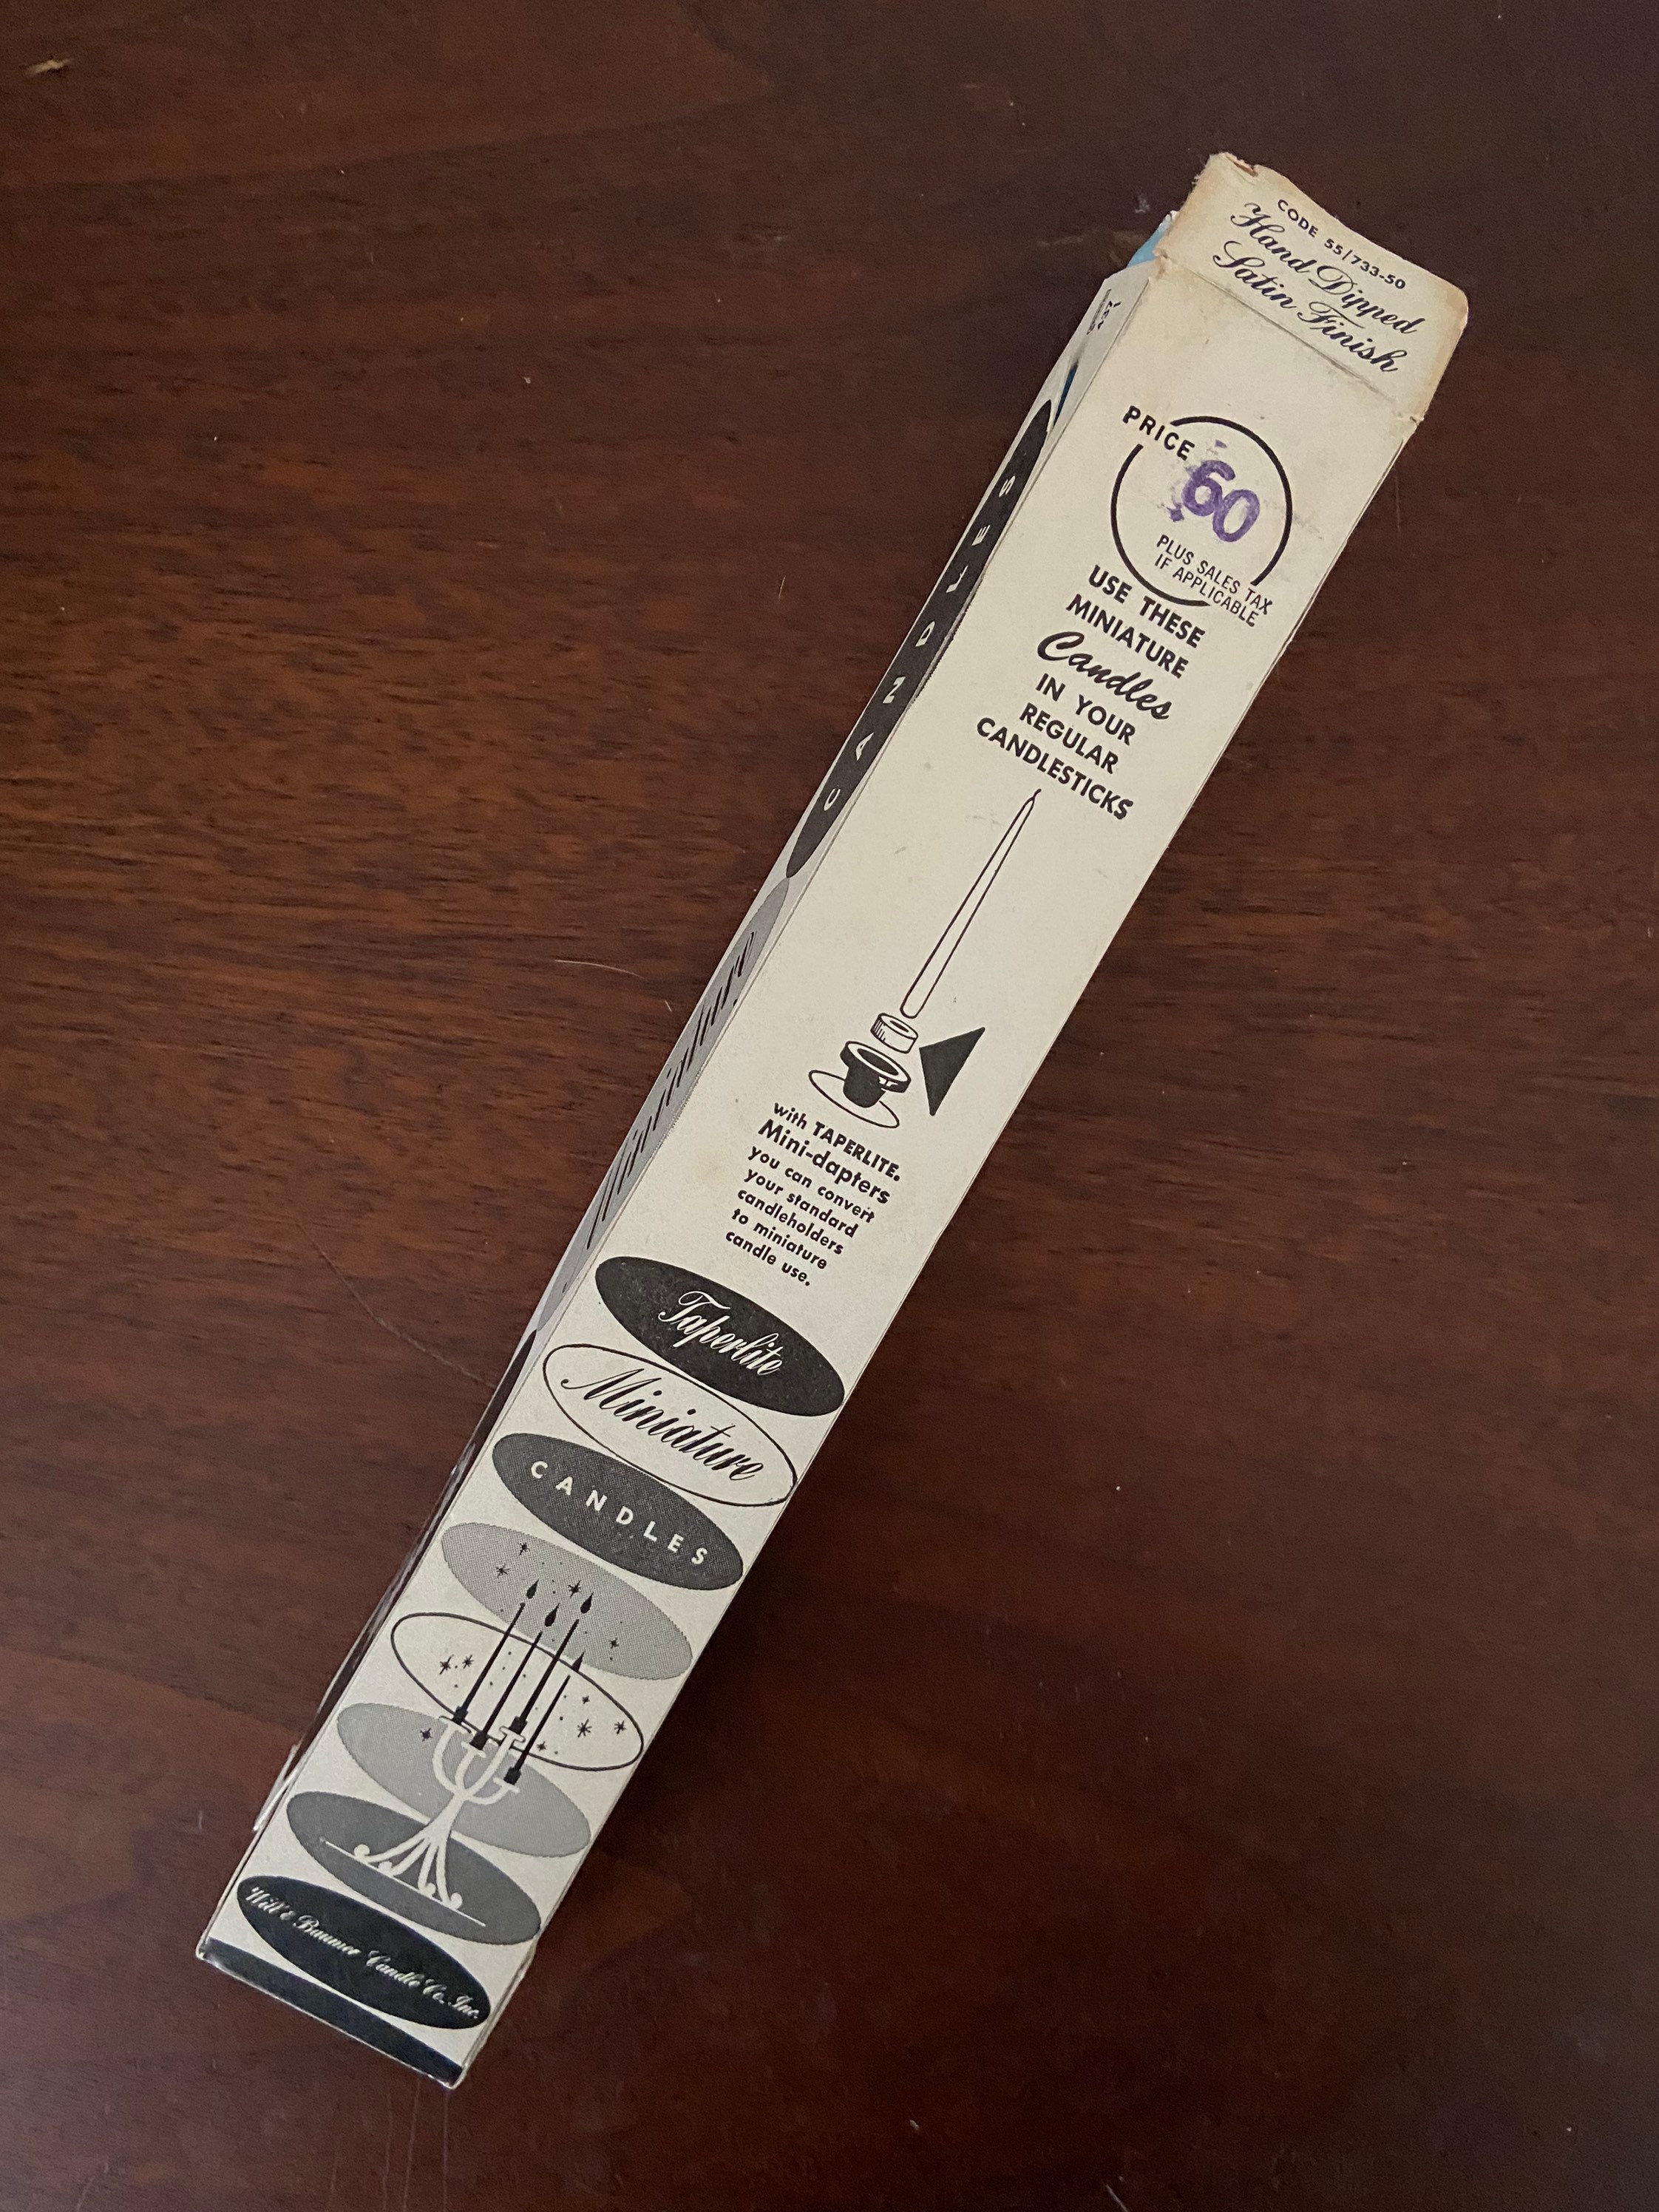 CODE 55/733-50
Hand Dipped
Satin Finish
PRICE
60
PLUS SALES TAX
IF APPLICABLE
USE THESE
MINIATURE
Candles
IN YOUR
REGULAR
CANDLESTICKS
with TAPERLITE.
Mini-dapters
you can convert
your standard
candleholders
to miniature
candle use.
Taperlite
Miniature
CANDLES
Will & Baumer Candle Co. Inc.
Miniature
CANDLES